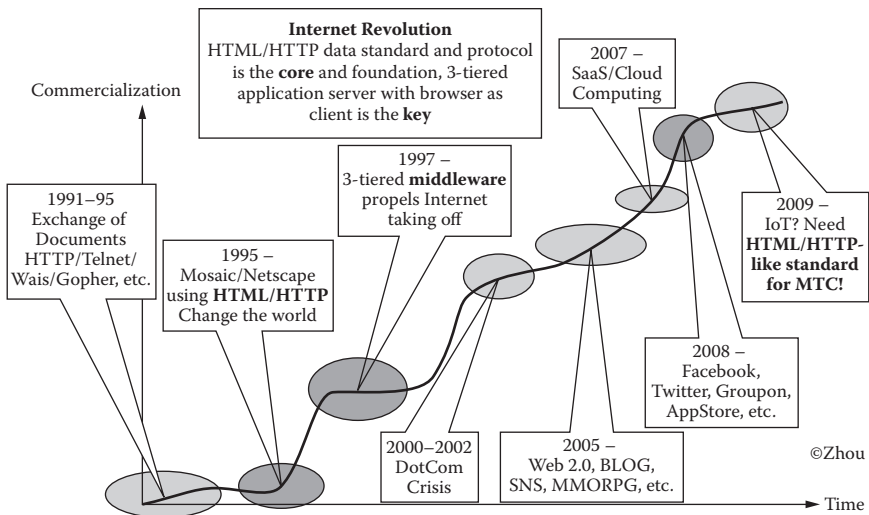 Internet Revolution
HTML/HTTP data standard and protocol
is the core and foundation, 3-tiered
application server with browser as
client is the key
2007 –
SaaS/Cloud
Computing
Commercialization
1997 –
3-tiered middleware
propels Internet
taking off
1991–95
Exchange of
Documents
HTTP/Telnet/
Wais/Gopher, etc.
1995 –
Mosaic/Netscape
using HTML/HTTP
Change the world
2009 –
IoT? Need
HTML/HTTP-
like standard
for MTC!
2008 –
Facebook,
Twitter, Groupon,
AppStore, etc.
2000–2002
DotCom
Crisis
2005 –
Web 2.0, BLOG,
SNS, MMORPG, etc.
©Zhou
Time